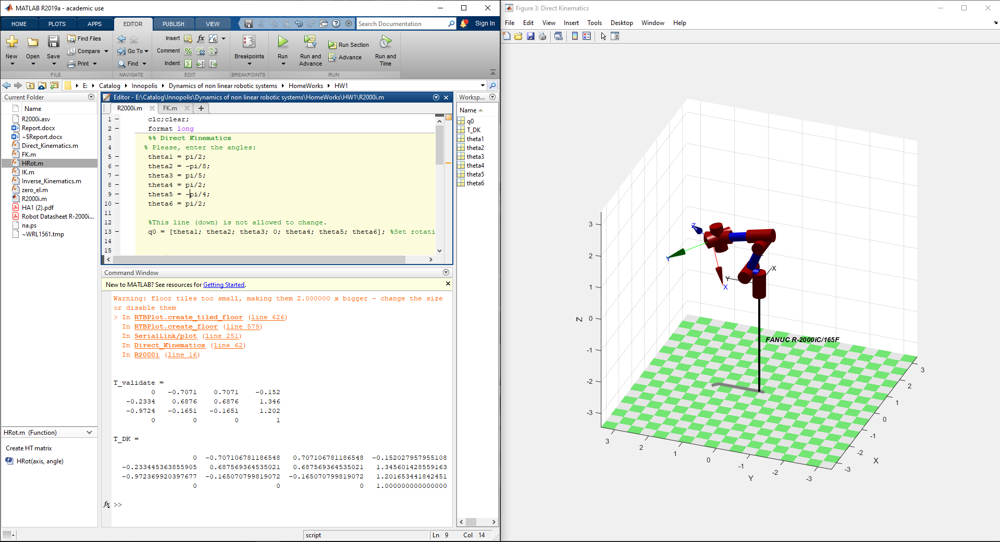 MATLAB R2019a - academic use
HOME PLOTS APPS EDITOR PUBLISH VIEW Search Documentation Sign In
New Open Save Find Files Compare Print
Go To Find
Insert Comment Indent
Breakpoints
Run Run and Advance Run Section Advance Run and Time
FILE NAVIGATE EDIT BREAKPOINTS RUN
E: Catalog Innopolis Dynamics of non linear robotic systems HomeWorks HW1
Current Folder
Name
R2000i.asv
Report.docx
~$Report.docx
Direct_Kinematics.m
FK.m
HRot.m
IK.m
Inverse_Kinematics.m
zero_el.m
R2000i.m
HA1 (2).pdf
Robot Datasheet R-2000i...
na.ps
~WRL1561.tmp
HRot.m (Function)
Create HT matrix
HRot(axis, angle)
Editor - E:\Catalog\Innopolis\Dynamics of non linear robotic systems\HomeWorks\HW1\R2000i.m
R2000i.m FK.m
1 clc;clear;
2 format long
3 %% Direct Kinematics
4 % Please, enter the angles:
5 theta1 = pi/2;
6 theta2 = -pi/8;
7 theta3 = pi/5;
8 theta4 = pi/2;
9 theta5 = -pi/4;
10 theta6 = pi/2;
11
12 %This line (down) is not allowed to change.
13 q0 = [theta1; theta2; theta3; 0; theta4; theta5; theta6]; %Set rotati
14
15
Worksp...
Name
q0
T_DK
theta1
theta2
theta3
theta4
theta5
theta6
Command Window
New to MATLAB? See resources for Getting Started.
Warning: floor tiles too small, making them 2.000000 x bigger - change the size
or disable them
> In RTBPlot.create_tiled_floor (line 626)
In RTBPlot.create_floor (line 579)
In SerialLink/plot (line 251)
In Direct_Kinematics (line 62)
In R2000i (line 16)
T_validate =
0 -0.7071 0.7071 -0.152
-0.2334 0.6876 0.6876 1.346
-0.9724 -0.1651 -0.1651 1.202
0 0 0 1
T_DK =
0 -0.707106781186548 0.707106781186548 -0.152027957955108
-0.233445363855905 0.687569364535021 0.687569364535021 1.345601428559163
-0.972369920397677 -0.165070799819072 -0.165070799819072 1.201653441842451
0 0 0 1.000000000000000
fx >>
script Ln 9 Col 14
Figure 3: Direct Kinematics
File Edit View Insert Tools Desktop Window Help
3
2
1
0
-1
-2
-3
Z
Z
Y
X
X
Y
FANUC R-2000iC/165F
3 2 1 0 -1 -2 -3
Y
3
2
1
0
-1
-2
-3
X